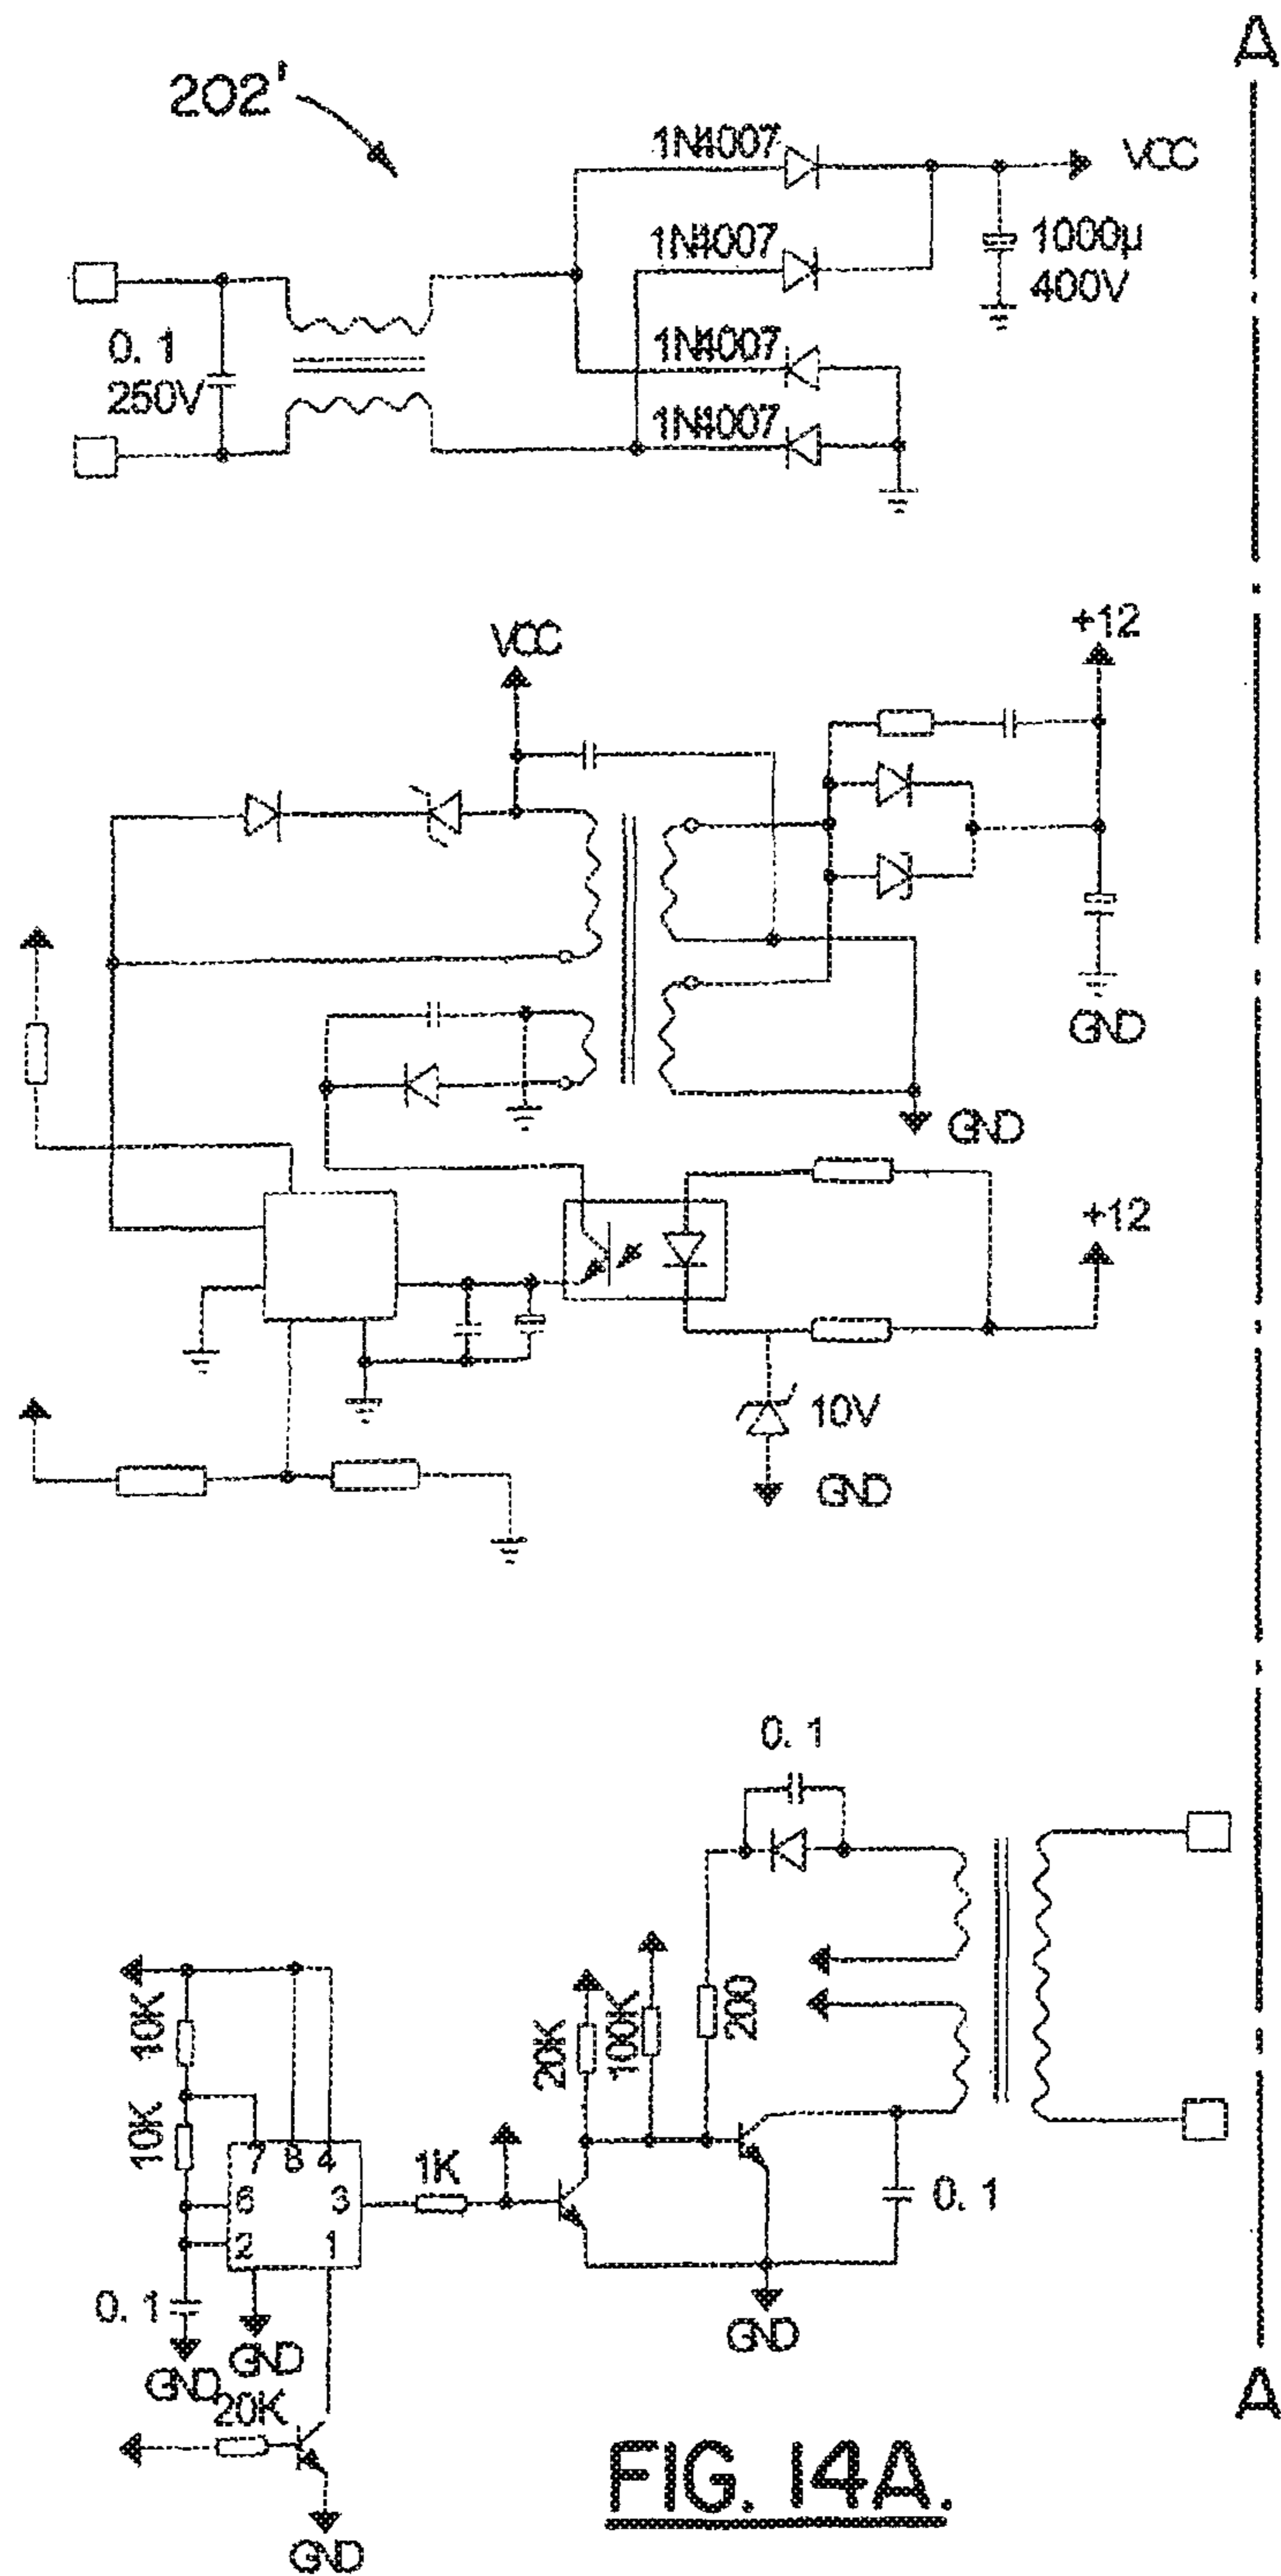 A
202'
1N4007
VCC
1N4007
1000µ
400V
0.1
250V
1N4007
1N4007
VCC
+12
GND
GND
+12
10V
GND
0.1
10K
20K
100K
200
10K
7 8 4
6 3
2 1
1K
0.1
0.1
GND
GND
GND
20K
GND
A
FIG. 14A.